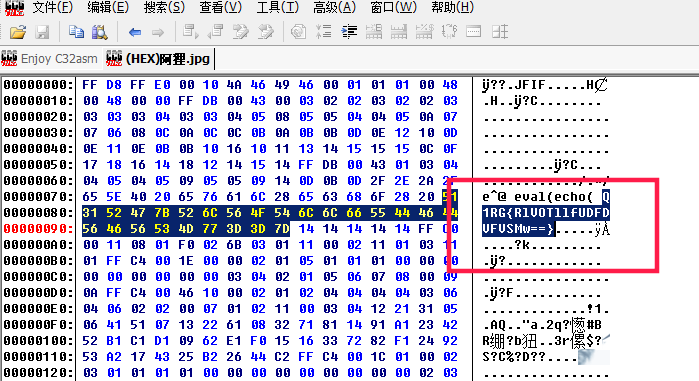 文件(F) 编辑(E) 搜索(S) 查看(V) 工具(T) 高级(A) 窗口(W) 帮助(H)
Enjoy C32asm (HEX)阿狸.jpg
00000000: FF D8 FF E0 00 10 4A 46 49 46 00 01 01 01 00 48 ÿ??.JFIF.....H
00000010: 00 48 00 00 FF DB 00 43 00 03 02 02 03 02 02 03 .H..ÿ?C.........
00000020: 03 03 03 04 03 03 04 05 08 05 05 04 04 05 0A 07 ................
00000030: 07 06 08 0C 0A 0C 0C 0B 0A 0B 0B 0D 0E 12 10 0D ................
00000040: 0E 11 0E 0B 0B 10 16 10 11 13 14 15 15 15 0C 0F ................
00000050: 17 18 16 14 18 12 14 15 14 FF DB 00 43 01 03 04 .........ÿ?C...
00000060: 04 05 04 05 09 05 05 09 14 0D 0B 0D 2F 2E 2A 2F
00000070: 65 5E 40 20 65 76 61 6C 28 65 63 68 6F 28 20 51 e^@ eval(echo( Q
00000080: 31 52 47 7B 52 6C 56 4F 54 6C 6C 66 55 44 46 44 1RG{RlVOTllfUDFD
00000090: 56 46 56 53 4D 77 3D 3D 7D 14 14 14 14 14 FF C0 VFVSMw==}.....ÿÀ
000000A0: 00 11 08 01 F0 02 6B 03 01 11 00 02 11 01 03 11 ....?k..........
000000B0: 01 FF C4 00 1E 00 00 02 01 05 01 01 01 00 00 00 .ÿ?.............
000000C0: 00 00 00 00 00 00 03 04 02 01 05 06 07 08 00 09 ................
000000D0: 0A FF C4 00 46 10 00 02 01 02 04 04 04 04 03 06 .ÿ?F............
000000E0: 04 06 02 02 00 07 01 02 11 00 03 04 12 21 31 05 .............!1.
000000F0: 06 41 51 07 13 22 61 08 32 71 81 14 91 A1 23 42 .AQ.."a.2q?
00000100: 52 B1 C1 D1 09 62 E1 F0 15 16 33 72 82 F1 24 92
00000110: 53 A2 17 43 25 B2 26 44 C2 FF C4 00 1C 01 00 02
00000120: 03 01 01 01 01 00 00 00 00 00 00 00 00 00 02 03